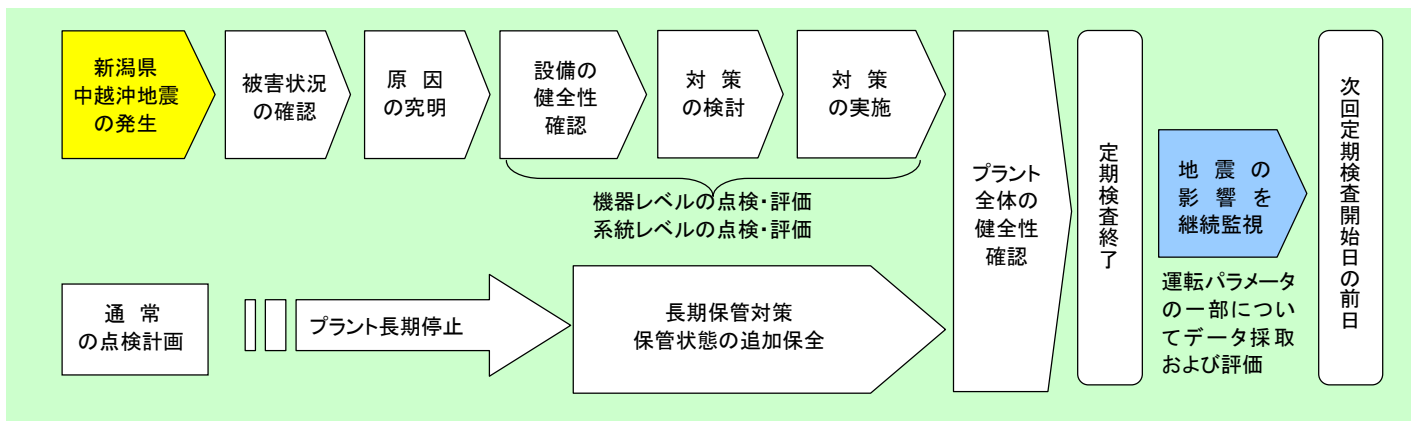 新潟県
中越沖地震
の発生
被害状況
の確認
原 因
の究明
設備の
健全性
確認
対 策
の検討
対 策
の実施
機器レベルの点検・評価
系統レベルの点検・評価
通 常
の点検計画
プラント長期停止
長期保管対策
保管状態の追加保全
プラント
全体の
健全性
確認
定期検査終了
地 震 の
影 響 を
継続監視
運転パラメータ
の一部につい
てデータ採取
および評価
次回定期検査開始日の前日